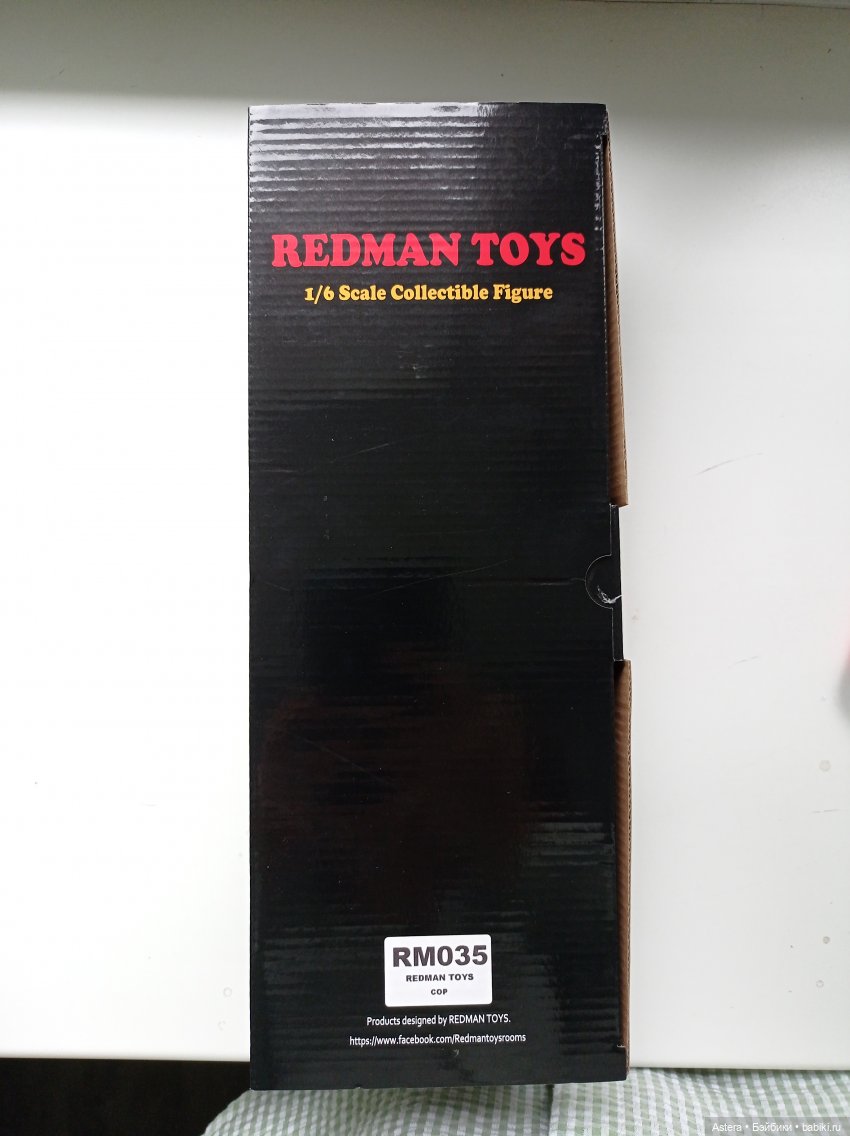 REDMAN TOYS
1/6 Scale Collectible Figure
RM035
REDMAN TOYS
COP
Products designed by REDMAN TOYS.
https://www.facebook.com/Redmantoysrooms
Astera • Бэйбики • babiki.ru